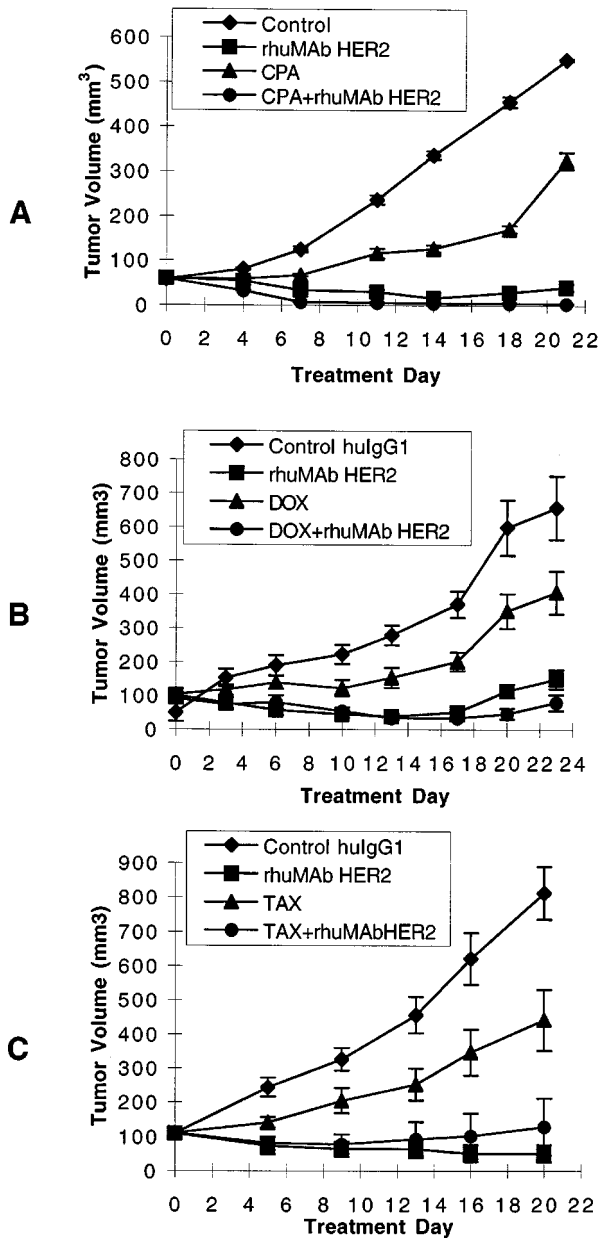 A
Control
rhuMAb HER2
CPA
CPA+rhuMAb HER2
Tumor Volume (mm3)
600
500
400
300
200
100
0
0 2 4 6 8 10 12 14 16 18 20 22
Treatment Day
B
Control huIgG1
rhuMAb HER2
DOX
DOX+rhuMAb HER2
Tumor Volume (mm3)
800
700
600
500
400
300
200
100
0
0 2 4 6 8 10 12 14 16 18 20 22 24
Treatment Day
C
Control huIgG1
rhuMAb HER2
TAX
TAX+rhuMAbHER2
Tumor Volume (mm3)
900
800
700
600
500
400
300
200
100
0
0 2 4 6 8 10 12 14 16 18 20 22
Treatment Day